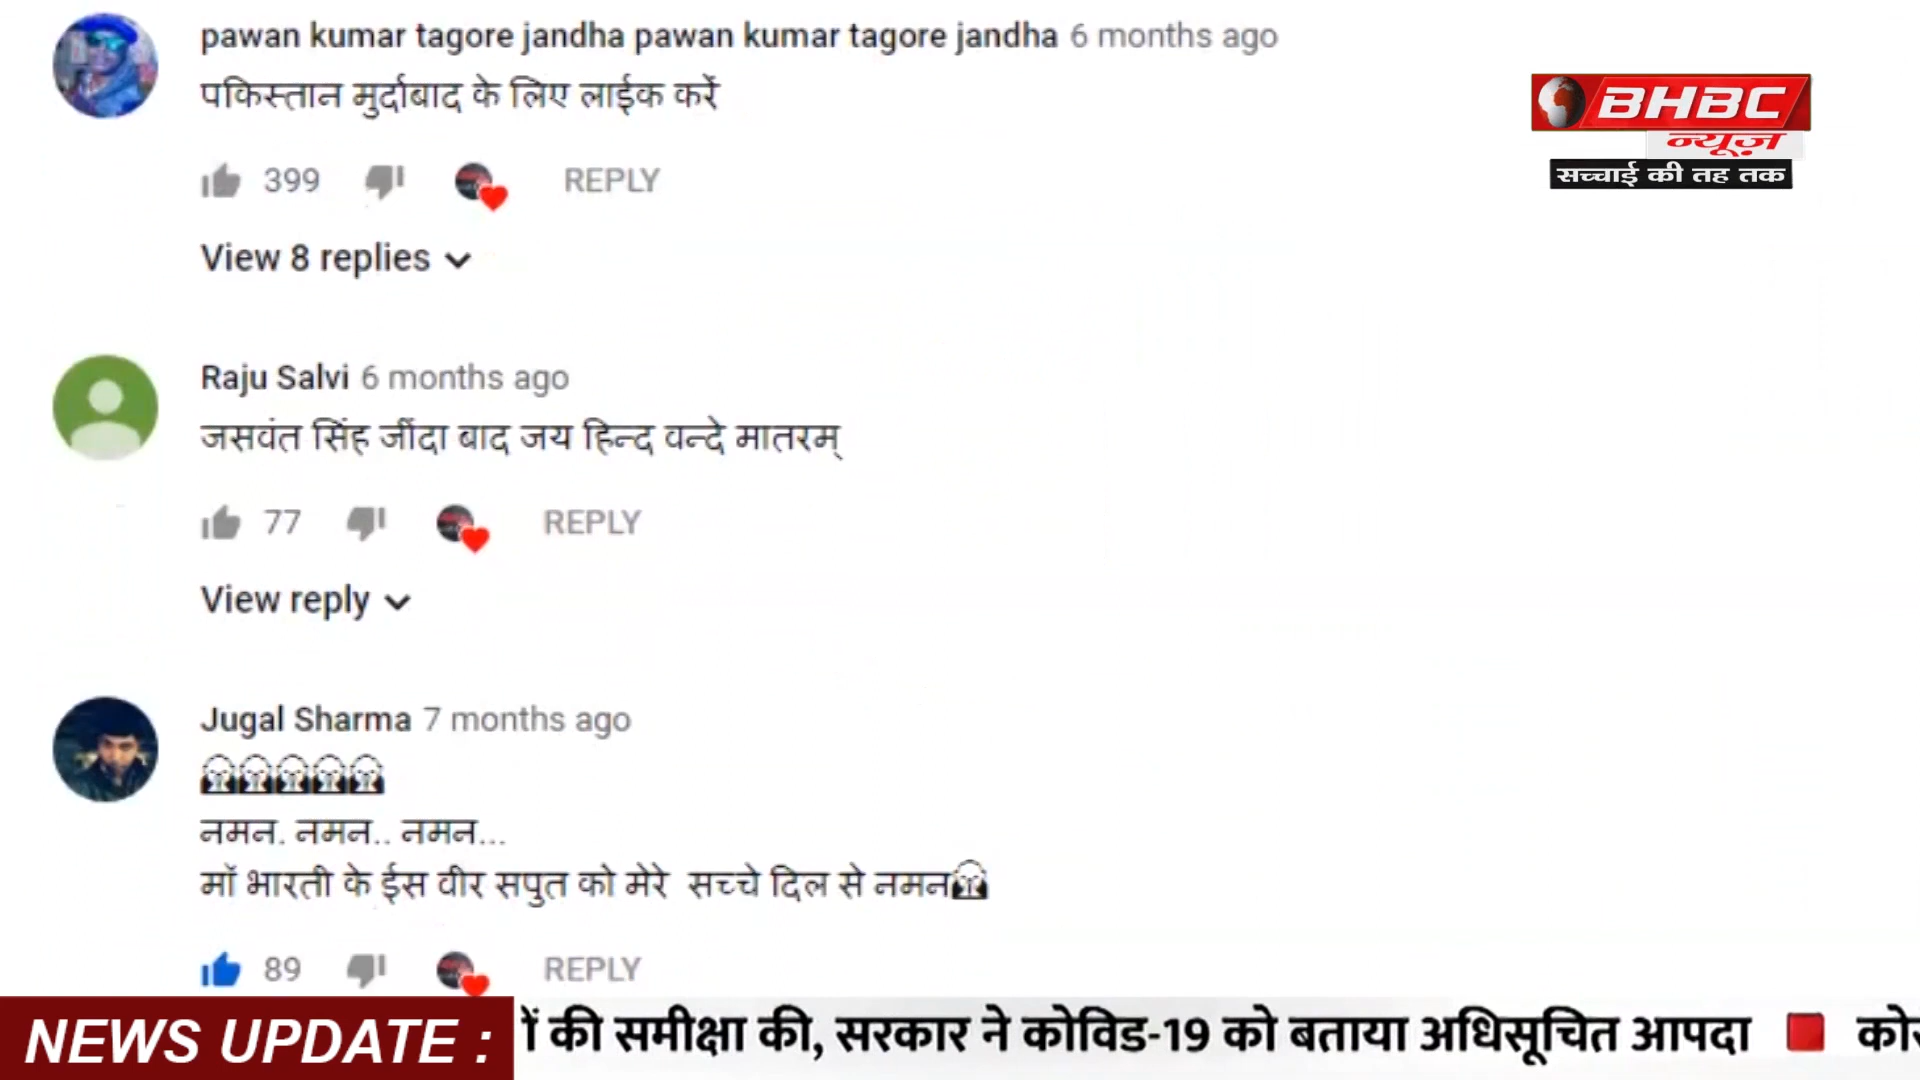 pawan kumar tagore jandha pawan kumar tagore jandha 6 months ago
पकिस्तान मुर्दाबाद के लिए लाईक करें
399 REPLY
View 8 replies
BHBC
न्यूज़
सच्चाई की तह तक
Raju Salvi 6 months ago
जसवंत सिंह जींदा बाद जय हिन्द वन्दे मातरम्
77 REPLY
View reply
Jugal Sharma 7 months ago
नमन. नमन.. नमन...
मॉ भारती के ईस वीर सपुत को मेरे सच्चे दिल से नमन
89 REPLY
NEWS UPDATE : की समीक्षा की, सरकार ने कोविड-19 को बताया अधिसूचित आपदा